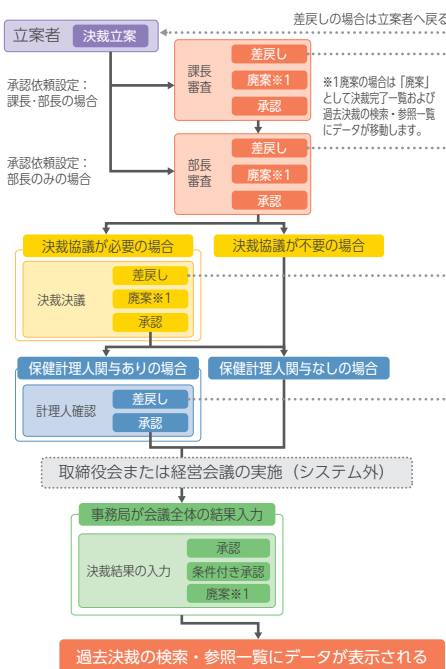 差戻しの場合は立案者へ戻る
立案者
決裁立案
承認依頼設定：
課長・部長の場合
課長
審査
差戻し
廃案※1
承認
※1廃案の場合は「廃案」
として決裁完了一覧および
過去決裁の検索・参照一覧
にデータが移動します。
承認依頼設定：
部長のみの場合
部長
審査
差戻し
廃案※1
承認
決裁協議が必要の場合
決裁協議が不要の場合
決裁決議
差戻し
廃案※1
承認
保健計理人関与ありの場合
保健計理人関与なしの場合
計理人確認
差戻し
承認
取締役会または経営会議の実施（システム外）
事務局が会議全体の結果入力
決裁結果の入力
承認
条件付き承認
廃案※1
過去決裁の検索・参照一覧にデータが表示される